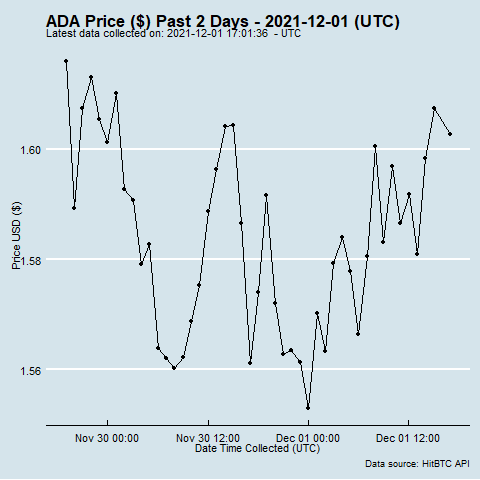 ADA Price ($) Past 2 Days - 2021-12-01 (UTC)
Latest data collected on: 2021-12-01 17:01:36  - UTC
Price USD ($)
1.60
1.58
1.56
Nov 30 00:00
Nov 30 12:00
Dec 01 00:00
Dec 01 12:00
Date Time Collected (UTC)
Data source: HitBTC API